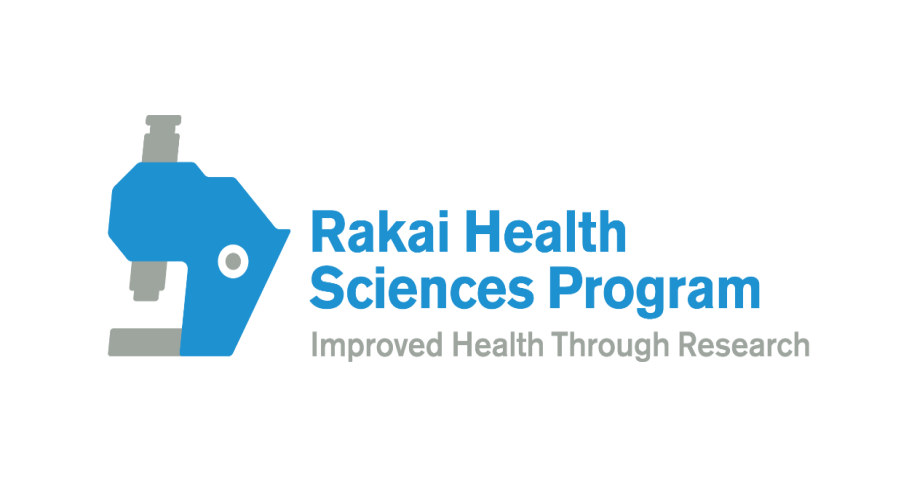 Rakai Health
Sciences Program
Improved Health Through Research